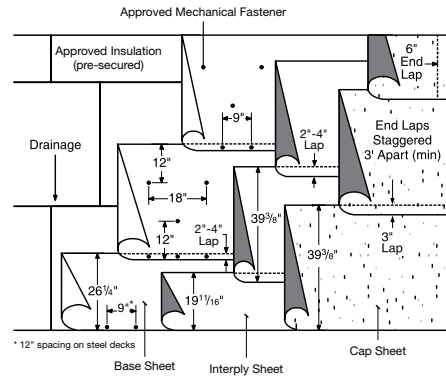 Approved Mechanical Fastener
Approved Insulation
(pre-secured)
6"
End
Lap
9"
2"-4"
Lap
End Laps
Staggered
3' Apart (min)
Drainage
12"
18"
12"
2"-4"
Lap
39⅜"
3"
Lap
39⅜"
26¼"
9"*
19 11/16"
* 12" spacing on steel decks
Base Sheet
Interply Sheet
Cap Sheet